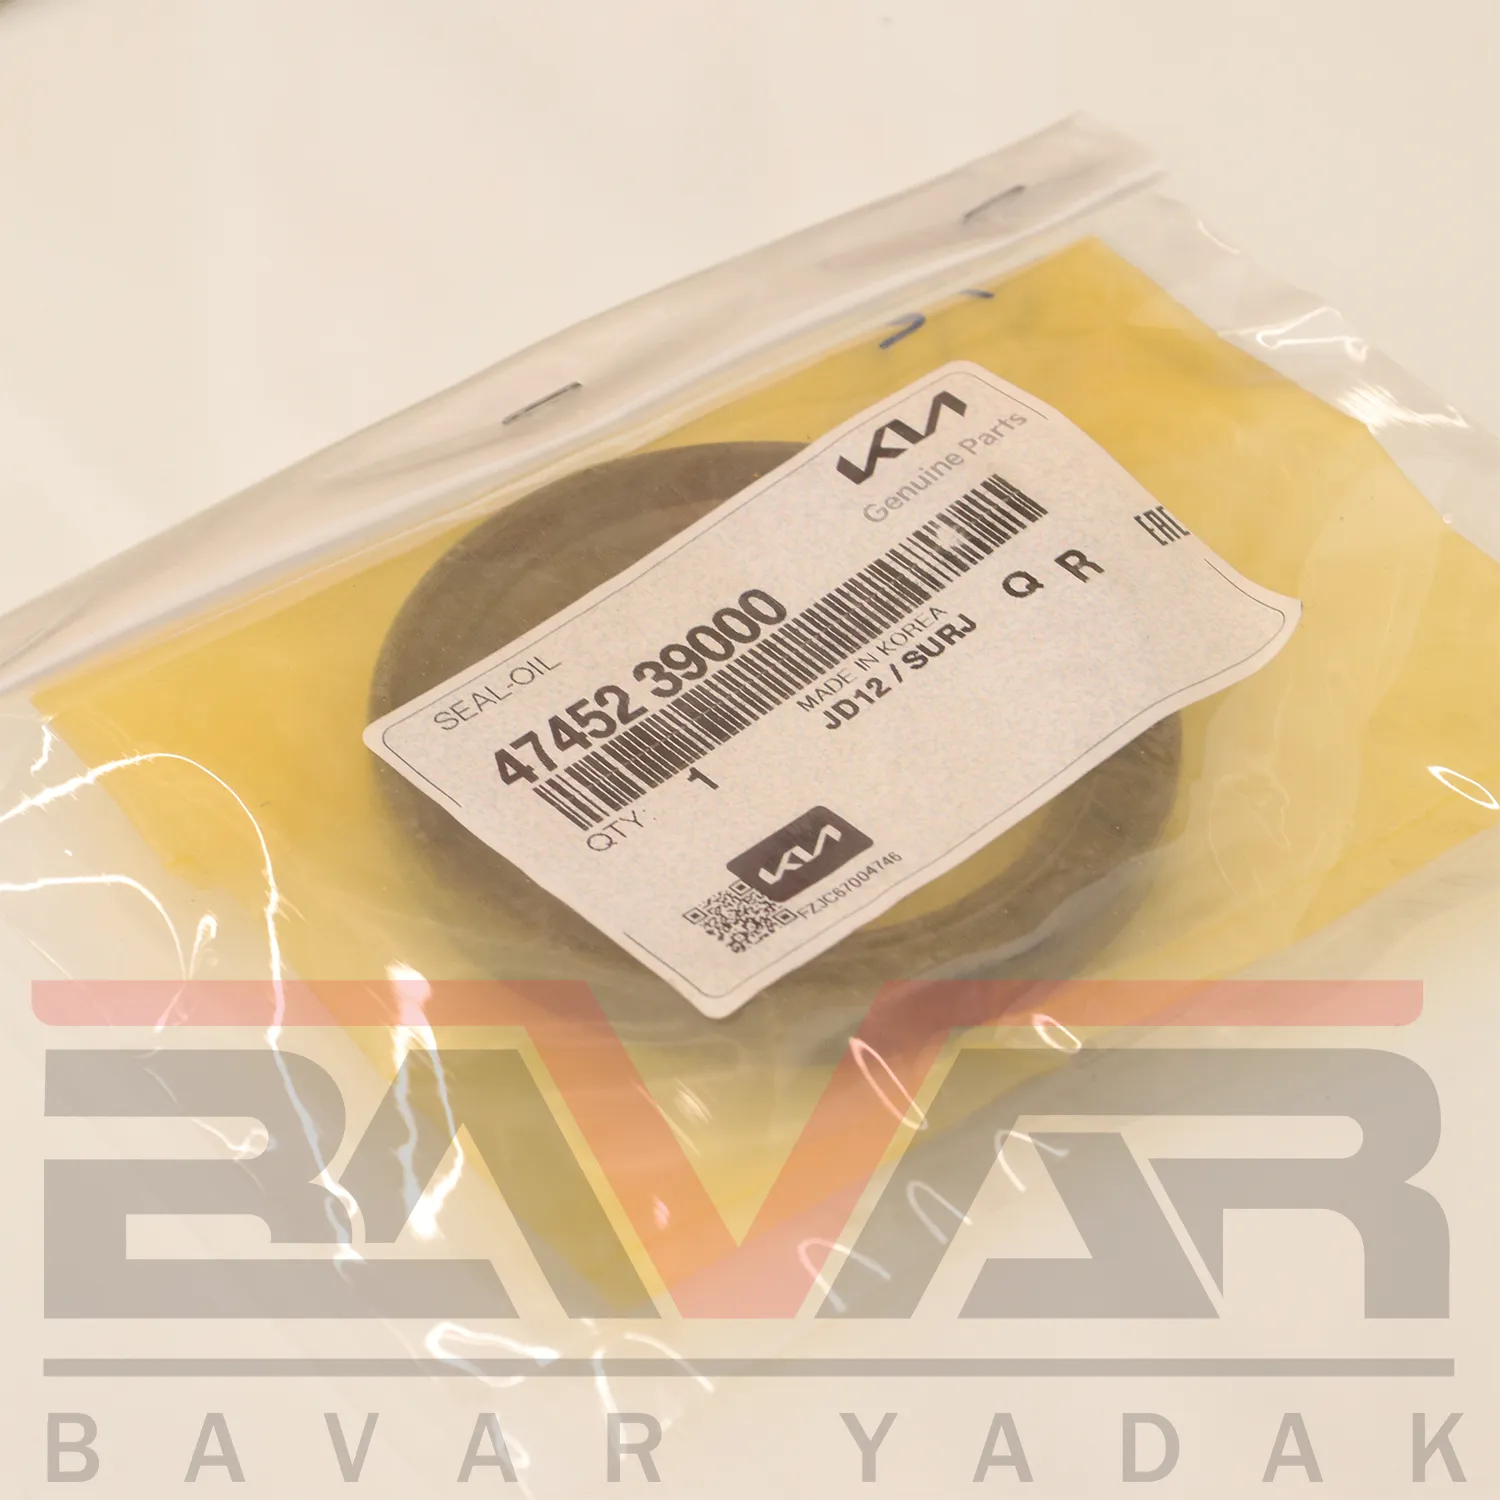 KIA
Genuine Parts
SEAL-OIL
47452 39000
MADE IN KOREA
QTY: 1
JD12 / SURJ
Q R
EAC
KIA
FZJC67004746
BAVAR
BAVAR YADAK